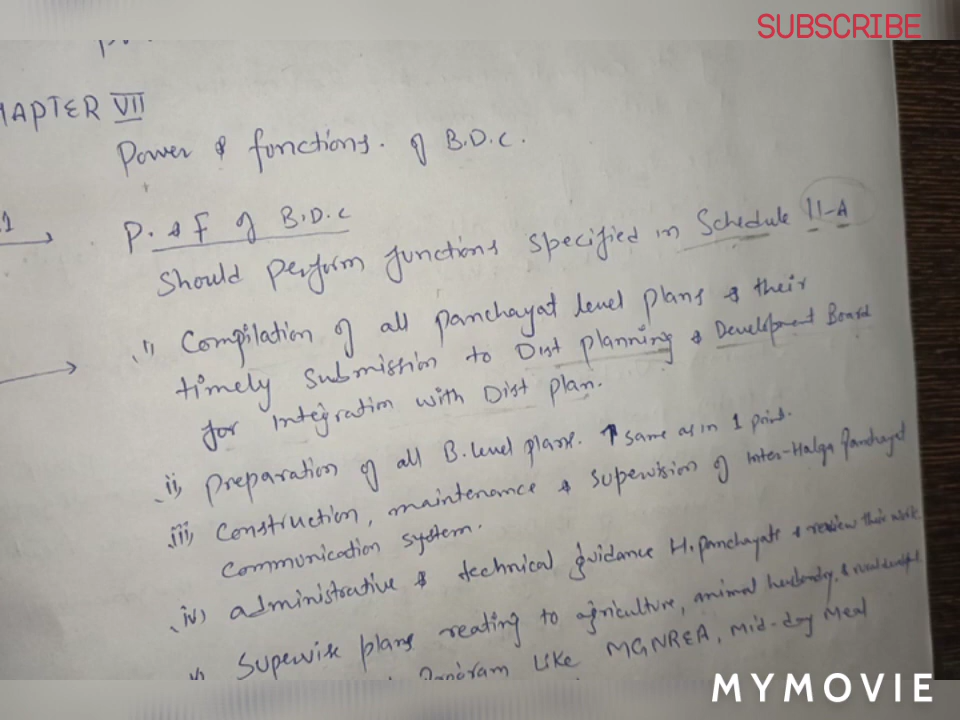 SUBSCRIBE
HAPTER VII
Power & functions. of B.D.C.
P. & F of B.D.C
Should perform functions specified in Schedule II-A
i) Compilation of all panchayat level plans & their
timely submission to Dist planning & Development Board
for integration with Dist plan.
ii) preparation of all B.level plans. ↑ same as in 1 point.
iii) construction, maintenance & supervision of Inter-Halqa panchayat
communication system.
iv) administrative & technical guidance H.panchayats & review their work.
Supervise plans reating to agriculture, animal husbandry, & rural
Program like MGNREA, Mid-day Meal
MYMOVIE